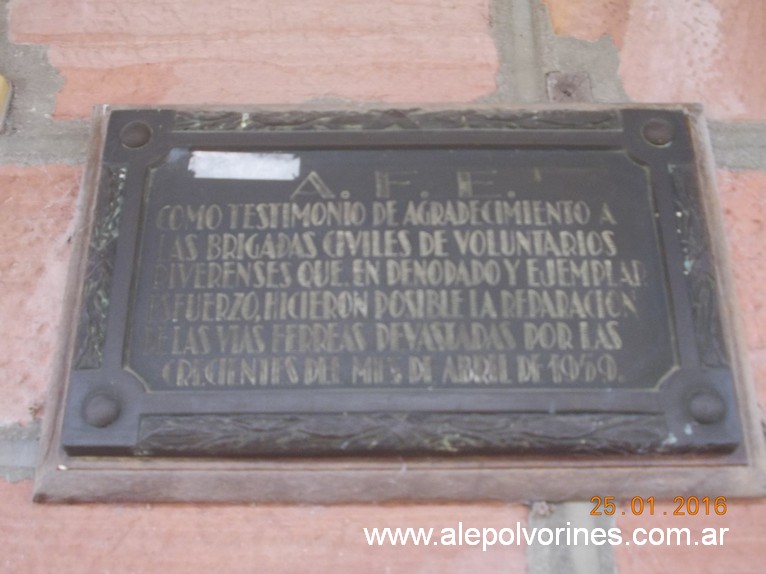 A. F. E.
COMO TESTIMONIO DE AGRADECIMIENTO A
LAS BRIGADAS CIVILES DE VOLUNTARIOS
RIVERENSES QUE, EN DENODADO Y EJEMPLAR
ESFUERZO, HICIERON POSIBLE LA REPARACION
DE LAS VIAS FERREAS DEVASTADAS POR LAS
CRECIENTES DEL MES DE ABRIL DE 1959.
25.01.2016
www.alepolvorines.com.ar